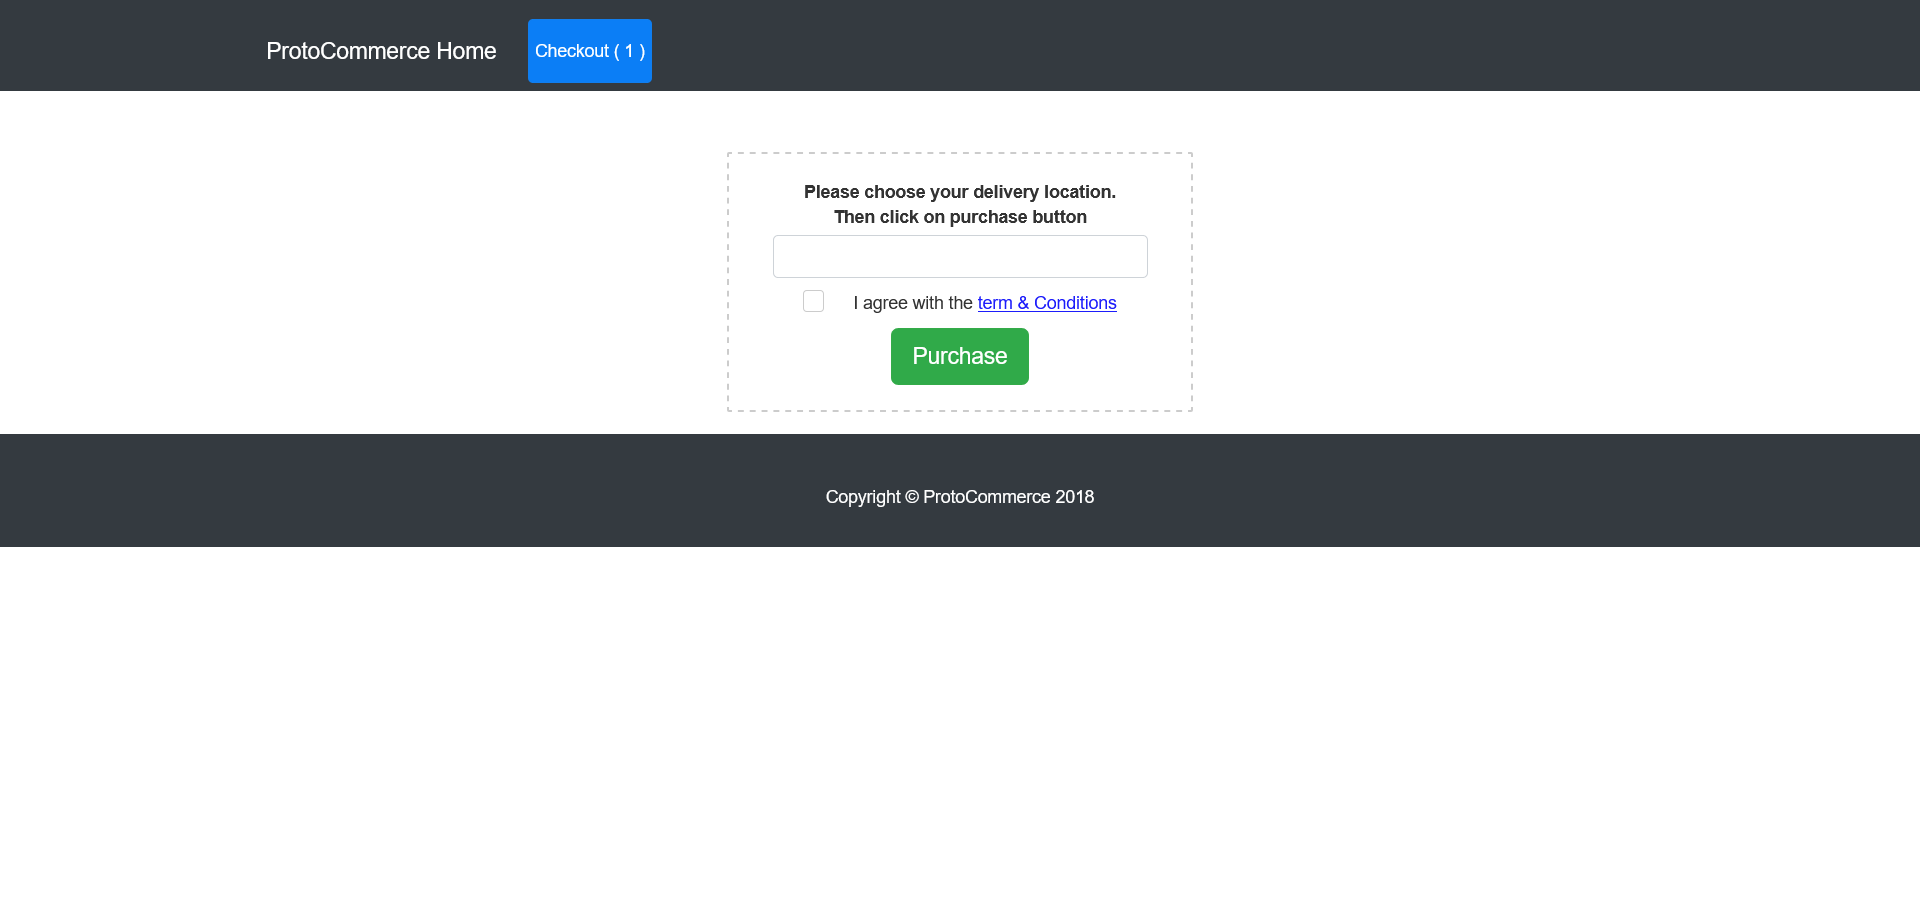 ProtoCommerce Home
Checkout ( 1 )
Please choose your delivery location.
Then click on purchase button
I agree with the term & Conditions
Purchase
Copyright © ProtoCommerce 2018